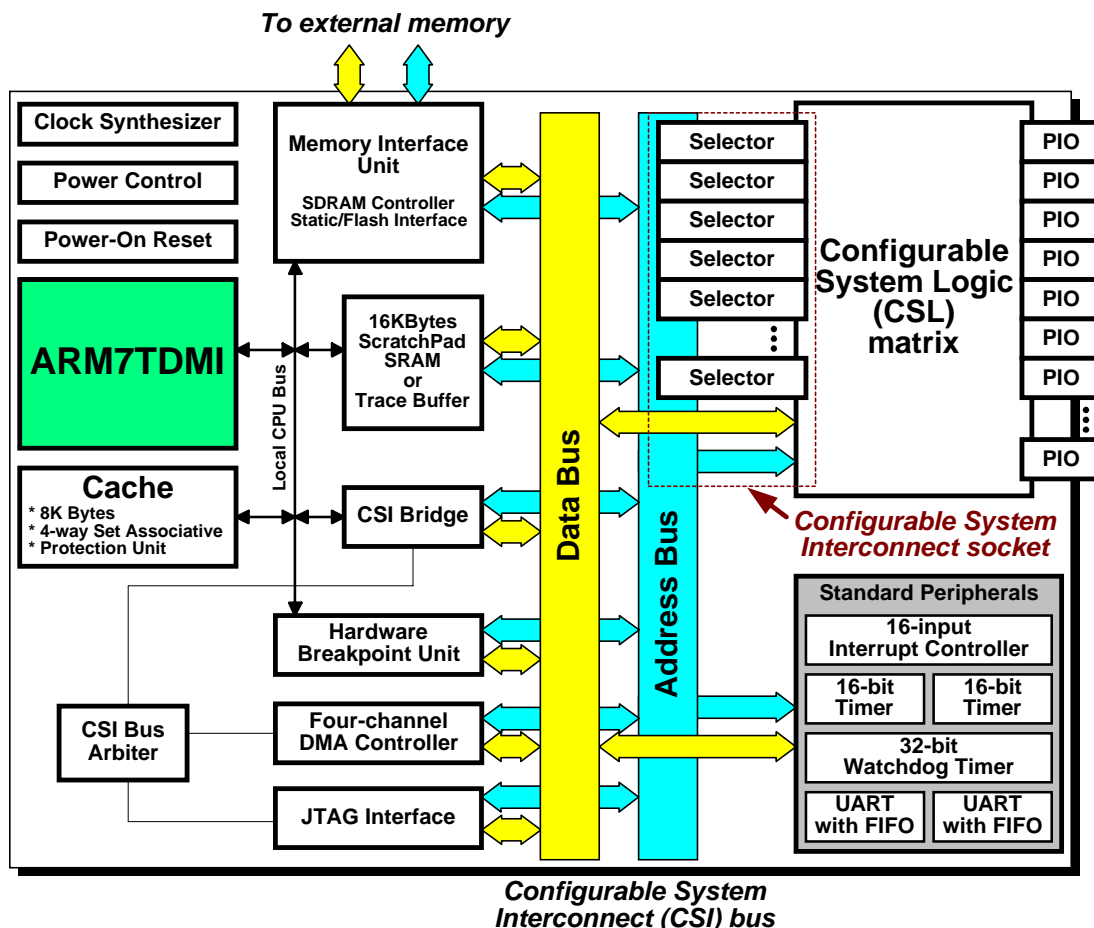 To external memory
Clock Synthesizer
Power Control
Power-On Reset
ARM7TDMI
Cache
* 8K Bytes
* 4-way Set Associative
* Protection Unit
Local CPU Bus
Memory Interface
Unit
SDRAM Controller
Static/Flash Interface
16KBytes
ScratchPad
SRAM
or
Trace Buffer
CSI Bridge
Hardware
Breakpoint Unit
CSI Bus
Arbiter
Four-channel
DMA Controller
JTAG Interface
Data Bus
Address Bus
Selector
Selector
Selector
Selector
Selector
Selector
Configurable
System Logic
(CSL)
matrix
PIO
PIO
PIO
PIO
PIO
PIO
PIO
PIO
Configurable System
Interconnect socket
Standard Peripherals
16-input
Interrupt Controller
16-bit
Timer
16-bit
Timer
32-bit
Watchdog Timer
UART
with FIFO
UART
with FIFO
Configurable System
Interconnect (CSI) bus